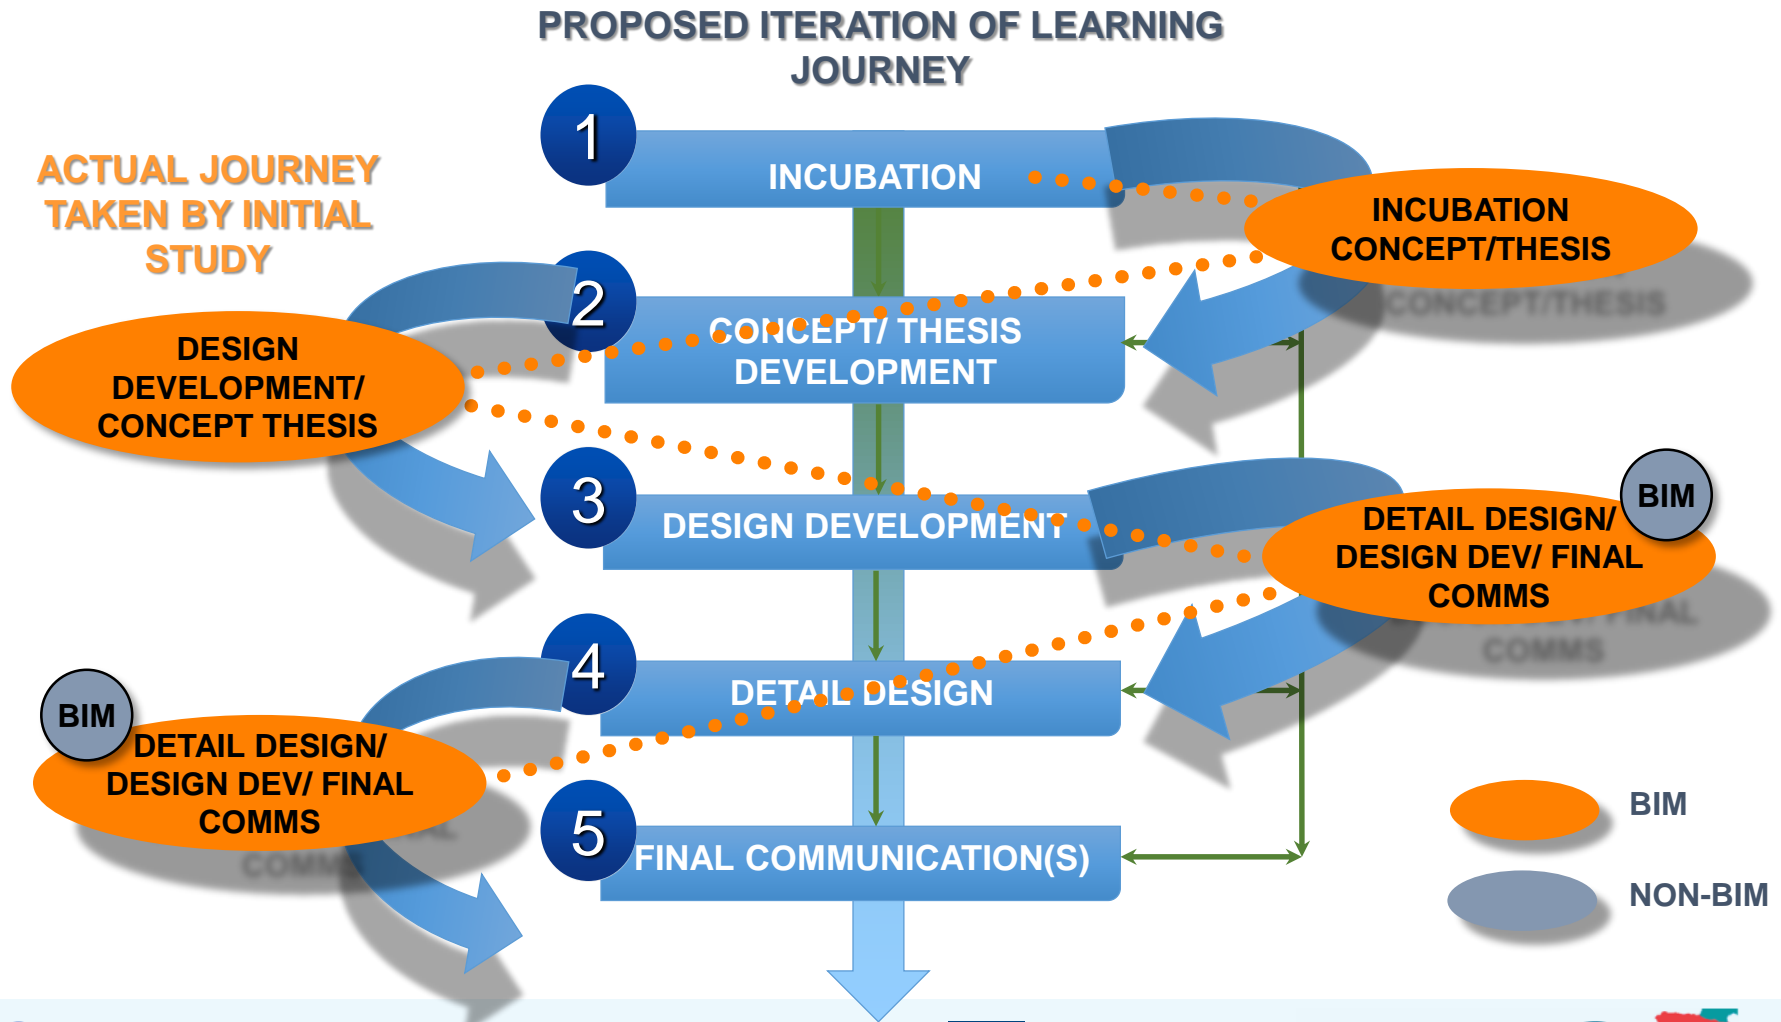 PROPOSED ITERATION OF LEARNING
JOURNEY
ACTUAL JOURNEY
TAKEN BY INITIAL
STUDY
1
INCUBATION
INCUBATION
CONCEPT/THESIS
2
CONCEPT/ THESIS
DEVELOPMENT
DESIGN
DEVELOPMENT/
CONCEPT THESIS
3
DESIGN DEVELOPMENT
BIM
DETAIL DESIGN/
DESIGN DEV/ FINAL
COMMS
4
DETAIL DESIGN
BIM
DETAIL DESIGN/
DESIGN DEV/ FINAL
COMMS
5
FINAL COMMUNICATION(S)
BIM
NON-BIM